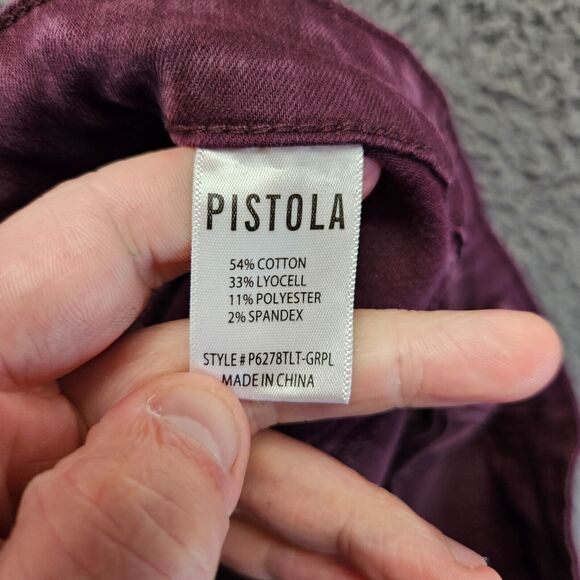 PISTOLA
54% COTTON
33% LYOCELL
11% POLYESTER
2% SPANDEX
STYLE # P6278TLT-GRPL
MADE IN CHINA